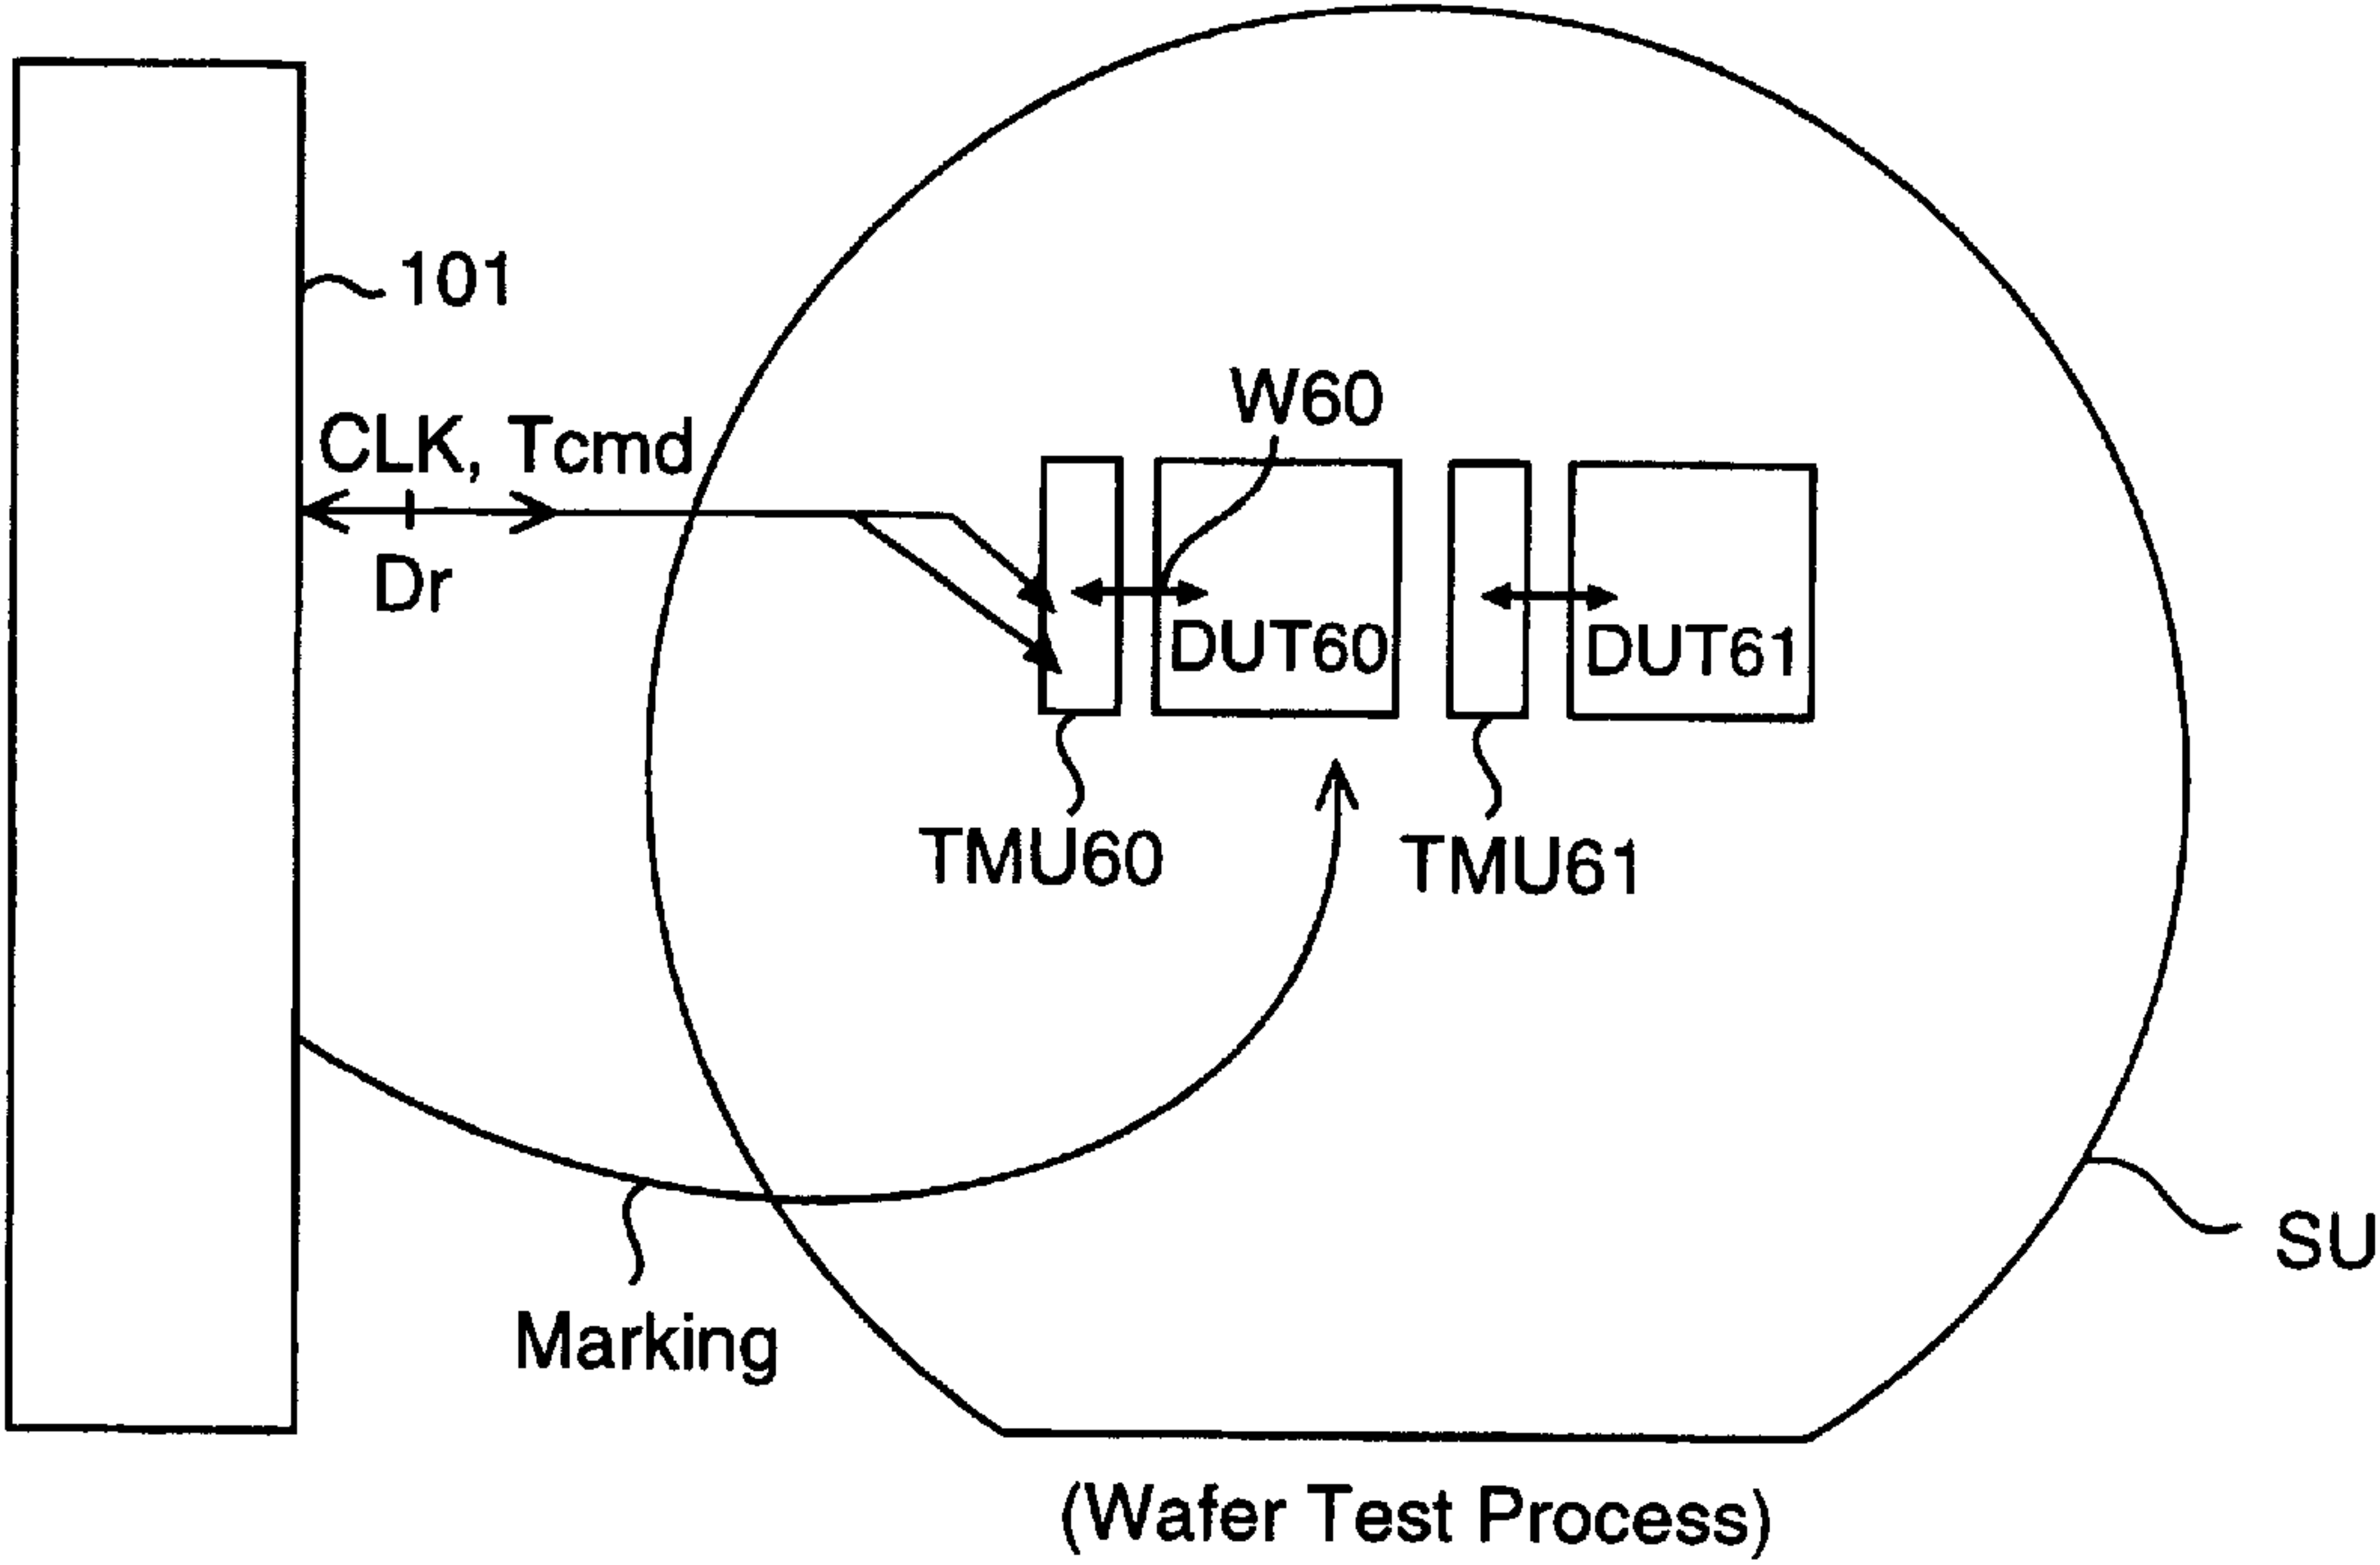 101
W60
CLK, Tcmd
Dr
DUT60
DUT61
TMU60
TMU61
SU
Marking
(Wafer Test Process)